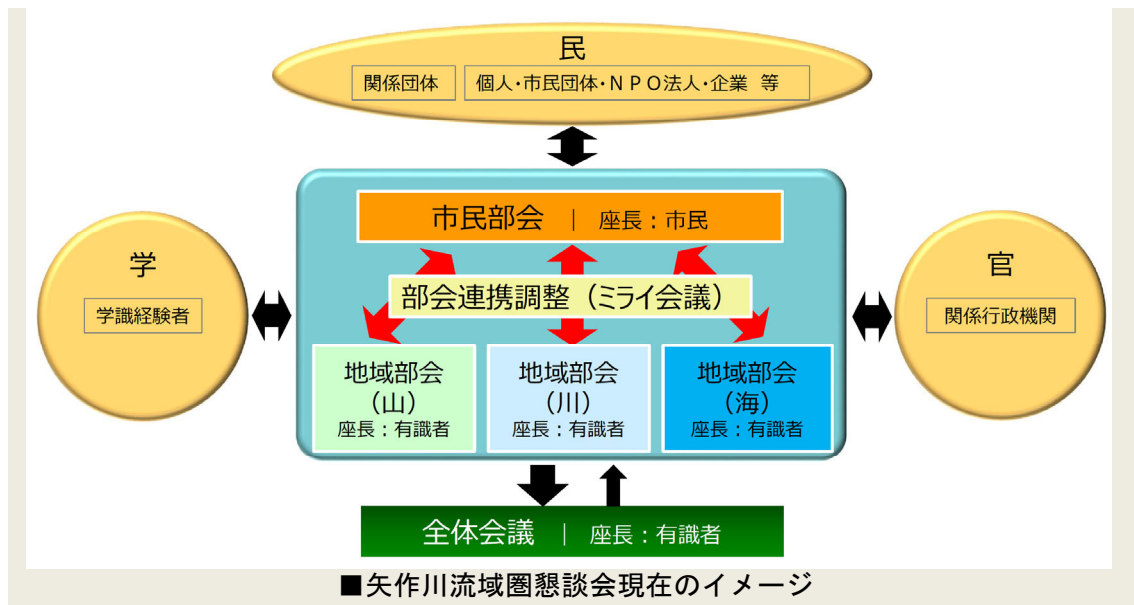 民
関係団体
個人・市民団体・ＮＰＯ法人・企業 等
市民部会 ｜ 座長：市民
学
学識経験者
官
関係行政機関
部会連携調整（ミライ会議）
地域部会
（山）
座長：有識者
地域部会
（川）
座長：有識者
地域部会
（海）
座長：有識者
全体会議 ｜ 座長：有識者
■矢作川流域圏懇談会現在のイメージ